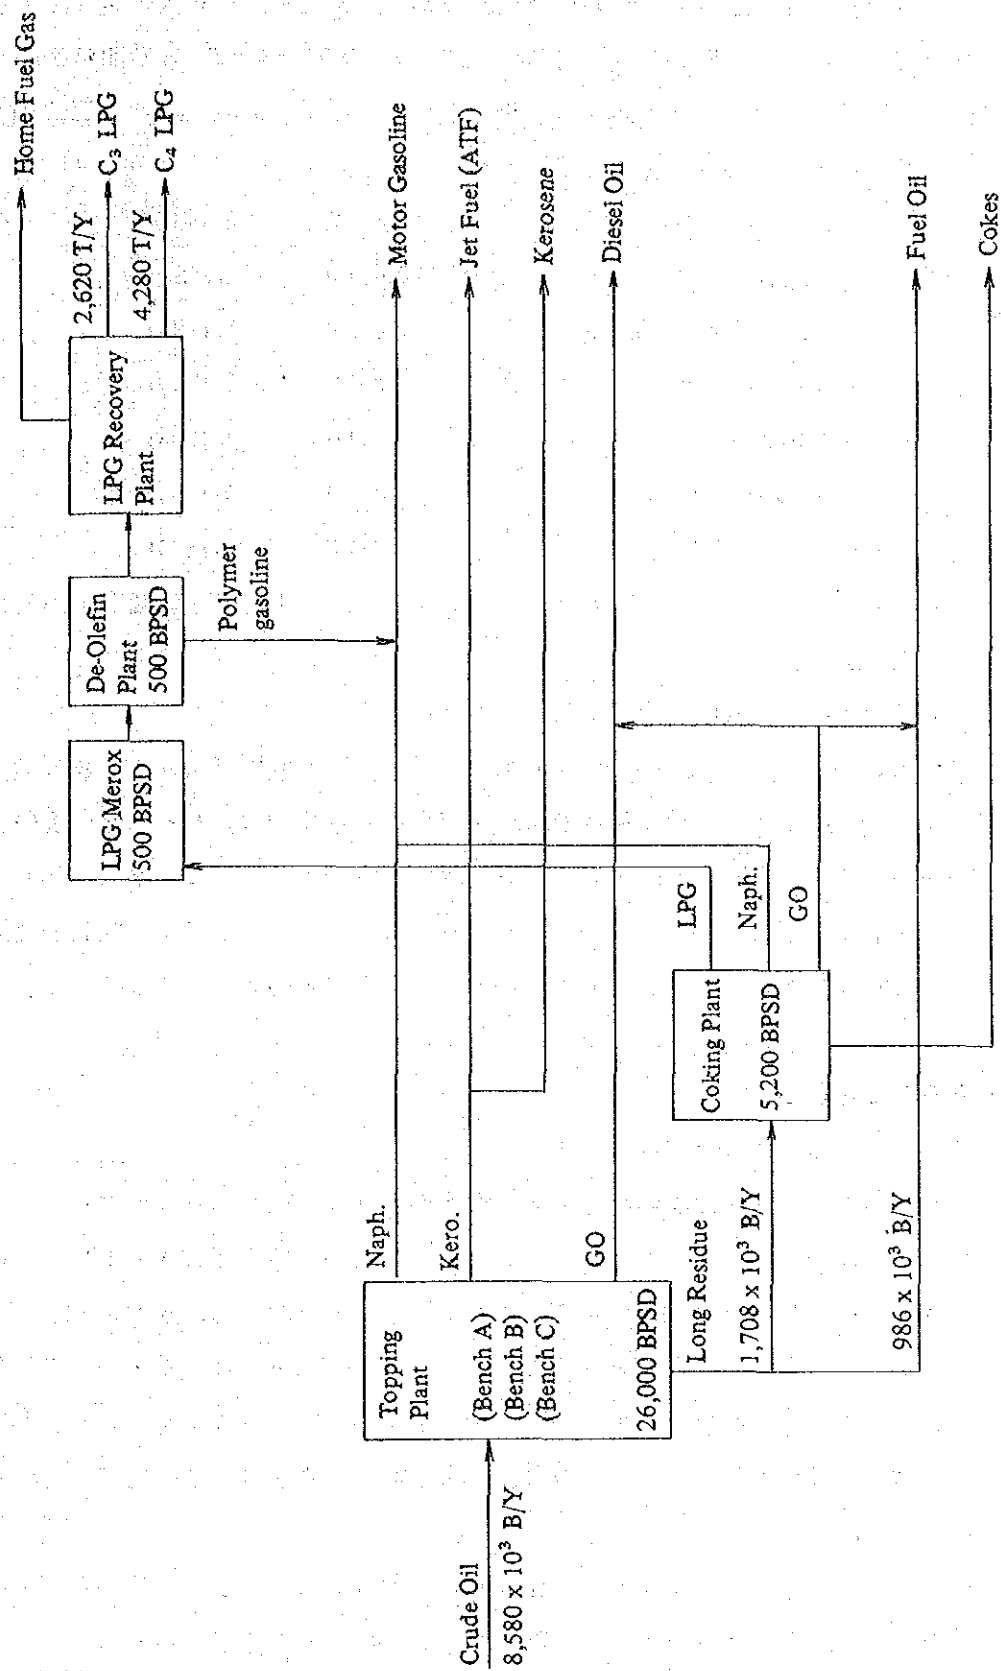 Crude Oil
8,580 x 10³ B/Y
Topping
Plant
(Bench A)
(Bench B)
(Bench C)
26,000 BPSD
Naph.
Kero.
GO
Long Residue
1,708 x 10³ B/Y
986 x 10³ B/Y
Coking Plant
5,200 BPSD
LPG
Naph.
GO
LPG Merox
500 BPSD
De-Olefin
Plant
500 BPSD
Polymer
gasoline
LPG Recovery
Plant
2,620 T/Y
4,280 T/Y
Home Fuel Gas
C₃ LPG
C₄ LPG
Motor Gasoline
Jet Fuel (ATF)
Kerosene
Diesel Oil
Fuel Oil
Cokes